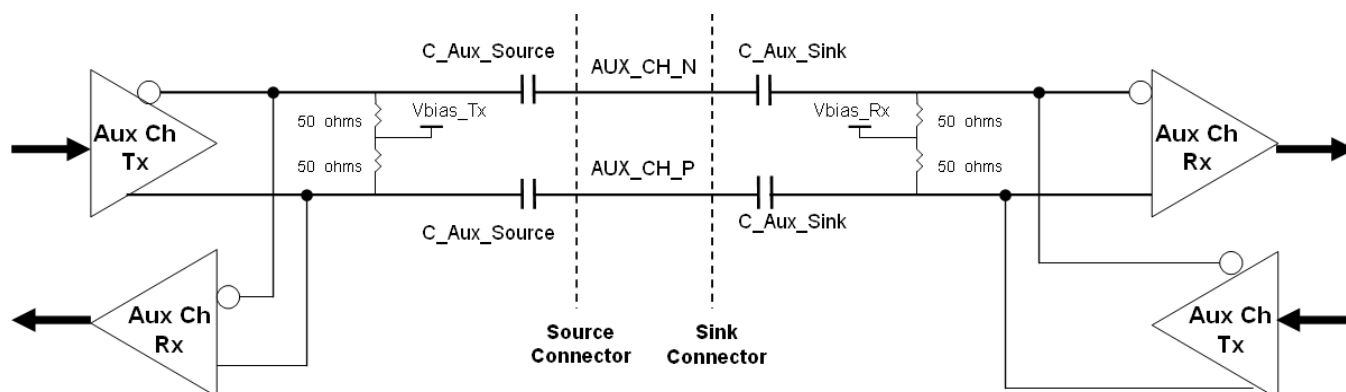 C_Aux_Source
C_Aux_Sink
AUX_CH_N
Aux Ch
Tx
50 ohms
Vbias_Tx
50 ohms
Vbias_Rx
50 ohms
50 ohms
Aux Ch
Rx
AUX_CH_P
C_Aux_Source
C_Aux_Sink
Aux Ch
Rx
Source
Connector
Sink
Connector
Aux Ch
Tx